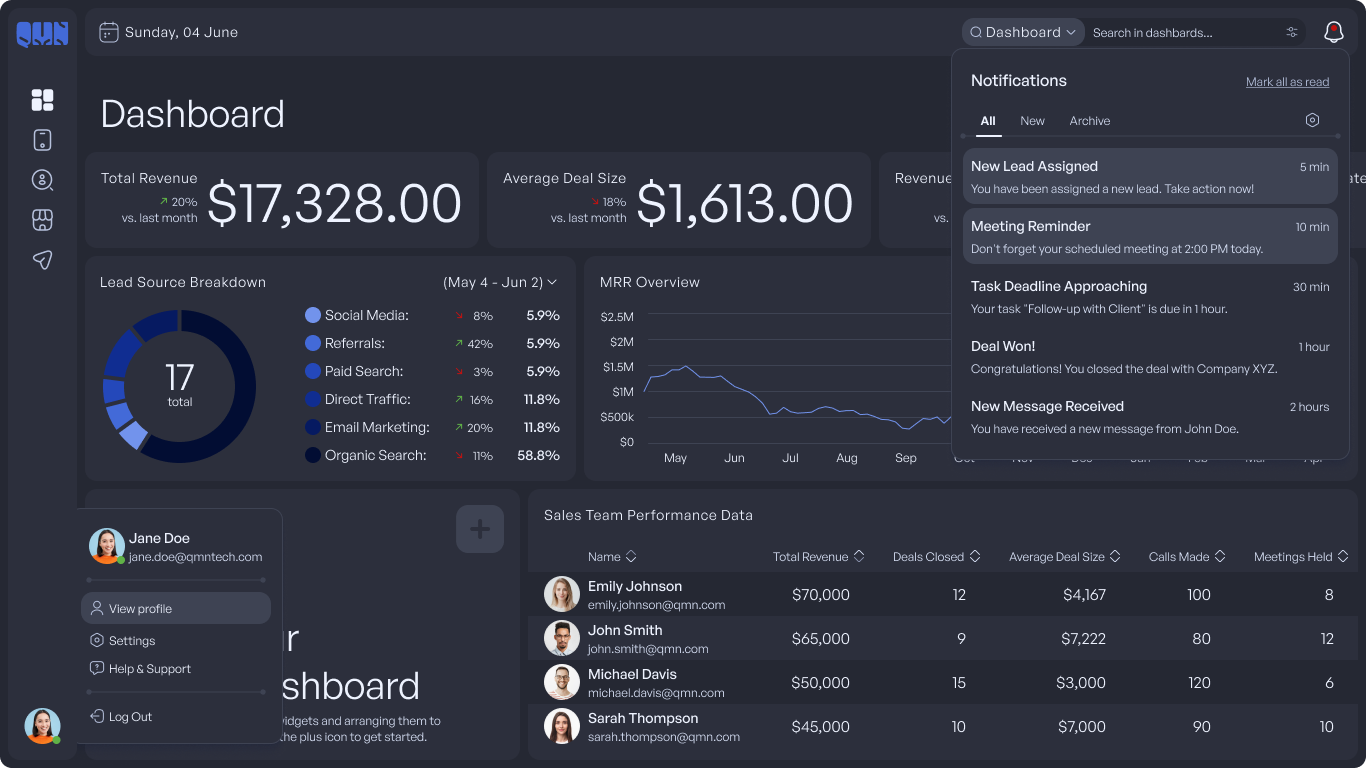 QMN
Sunday, 04 June
Dashboard
Search in dashbards...
Dashboard
Notifications
Mark all as read
All
New
Archive
New Lead Assigned
5 min
You have been assigned a new lead. Take action now!
Meeting Reminder
10 min
Don't forget your scheduled meeting at 2:00 PM today.
Task Deadline Approaching
30 min
Your task "Follow-up with Client" is due in 1 hour.
Deal Won!
1 hour
Congratulations! You closed the deal with Company XYZ.
New Message Received
2 hours
You have received a new message from John Doe.
Total Revenue
20%
vs. last month
$17,328.00
Average Deal Size
18%
vs. last month
$1,613.00
Revenue
vs.
Lead Source Breakdown
(May 4 - Jun 2)
17
total
Social Media: 8% 5.9%
Referrals: 42% 5.9%
Paid Search: 3% 5.9%
Direct Traffic: 16% 11.8%
Email Marketing: 20% 11.8%
Organic Search: 11% 58.8%
MRR Overview
$2.5M
$2M
$1.5M
$1M
$500k
$0
May Jun Jul Aug Sep
Jane Doe
jane.doe@qmntech.com
View profile
Settings
Help & Support
Log Out
r
shboard
vidgets and arranging them to
the plus icon to get started.
Sales Team Performance Data
Name Total Revenue Deals Closed Average Deal Size Calls Made Meetings Held
Emily Johnson
emily.johnson@qmn.com
$70,000 12 $4,167 100 8
John Smith
john.smith@qmn.com
$65,000 9 $7,222 80 12
Michael Davis
michael.davis@qmn.com
$50,000 15 $3,000 120 6
Sarah Thompson
sarah.thompson@qmn.com
$45,000 10 $7,000 90 10